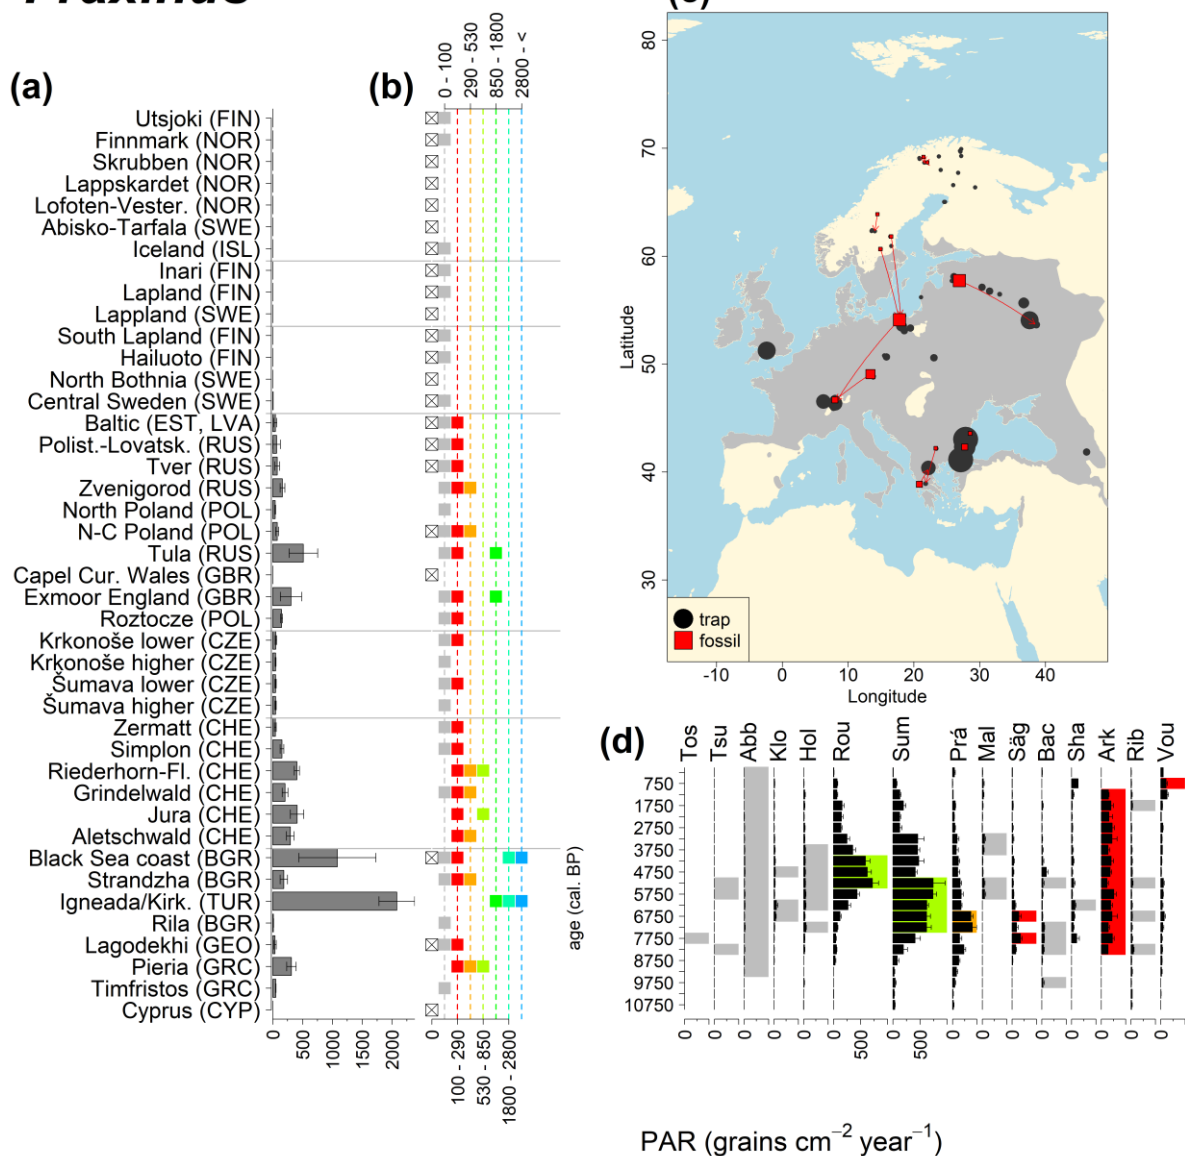 Fraxinus
(a)
(b)
0 - 100
290 - 530
850 - 1800
2800 - <
Utsjoki (FIN)
Finnmark (NOR)
Skrubben (NOR)
Lappskardet (NOR)
Lofoten-Vester. (NOR)
Abisko-Tarfala (SWE)
Iceland (ISL)
Inari (FIN)
Lapland (FIN)
Lappland (SWE)
South Lapland (FIN)
Hailuoto (FIN)
North Bothnia (SWE)
Central Sweden (SWE)
Baltic (EST, LVA)
Polist.-Lovatsk. (RUS)
Tver (RUS)
Zvenigorod (RUS)
North Poland (POL)
N-C Poland (POL)
Tula (RUS)
Capel Cur. Wales (GBR)
Exmoor England (GBR)
Roztocze (POL)
Krkonoše lower (CZE)
Krkonoše higher (CZE)
Šumava lower (CZE)
Šumava higher (CZE)
Zermatt (CHE)
Simplon (CHE)
Riederhorn-Fl. (CHE)
Grindelwald (CHE)
Jura (CHE)
Aletschwald (CHE)
Black Sea coast (BGR)
Strandzha (BGR)
Igneada/Kirk. (TUR)
Rila (BGR)
Lagodekhi (GEO)
Pieria (GRC)
Timfristos (GRC)
Cyprus (CYP)
0
500
1000
2000
100 - 290
530 - 850
1800 - 2800
(c)
80
70
60
50
40
30
Latitude
trap
fossil
-10 0 10 20 30 40
Longitude
(d)
Tos Tsu Abb Klo Hol Rou Sum Prá Mal Säg Bac Sha Ark Rib Vou
age (cal. BP)
750
1750
2750
3750
4750
5750
6750
7750
8750
9750
10750
0 0 0 0 0 0 500 0 500 0 0 0 0 0 0 0 0
PAR (grains cm⁻² year⁻¹)